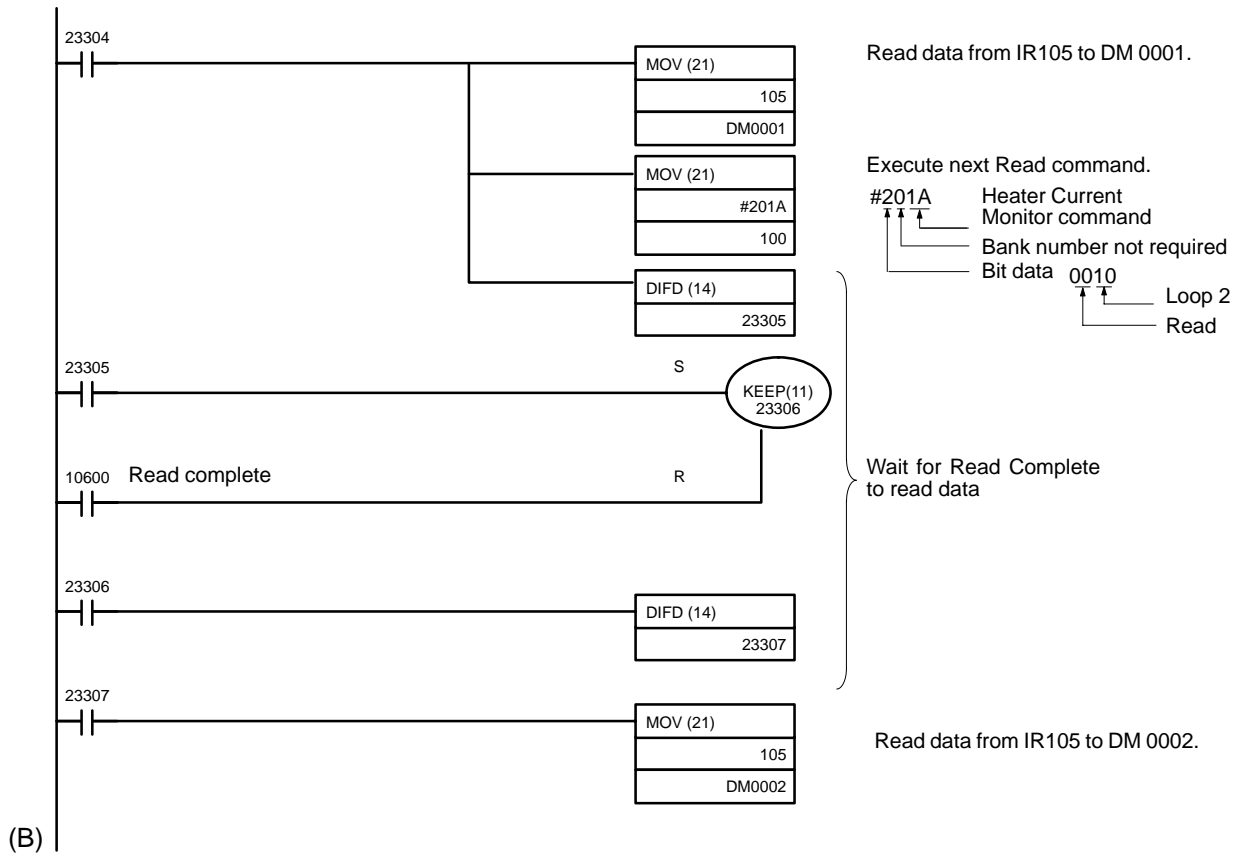 23304
MOV (21)
105
DM0001
Read data from IR105 to DM 0001.
MOV (21)
#201A
100
Execute next Read command.
#201A
Heater Current
Monitor command
Bank number not required
Bit data
0010
Loop 2
Read
DIFD (14)
23305
23305
S
KEEP(11)
23306
10600
Read complete
R
Wait for Read Complete
to read data
23306
DIFD (14)
23307
23307
MOV (21)
105
DM0002
Read data from IR105 to DM 0002.
(B)